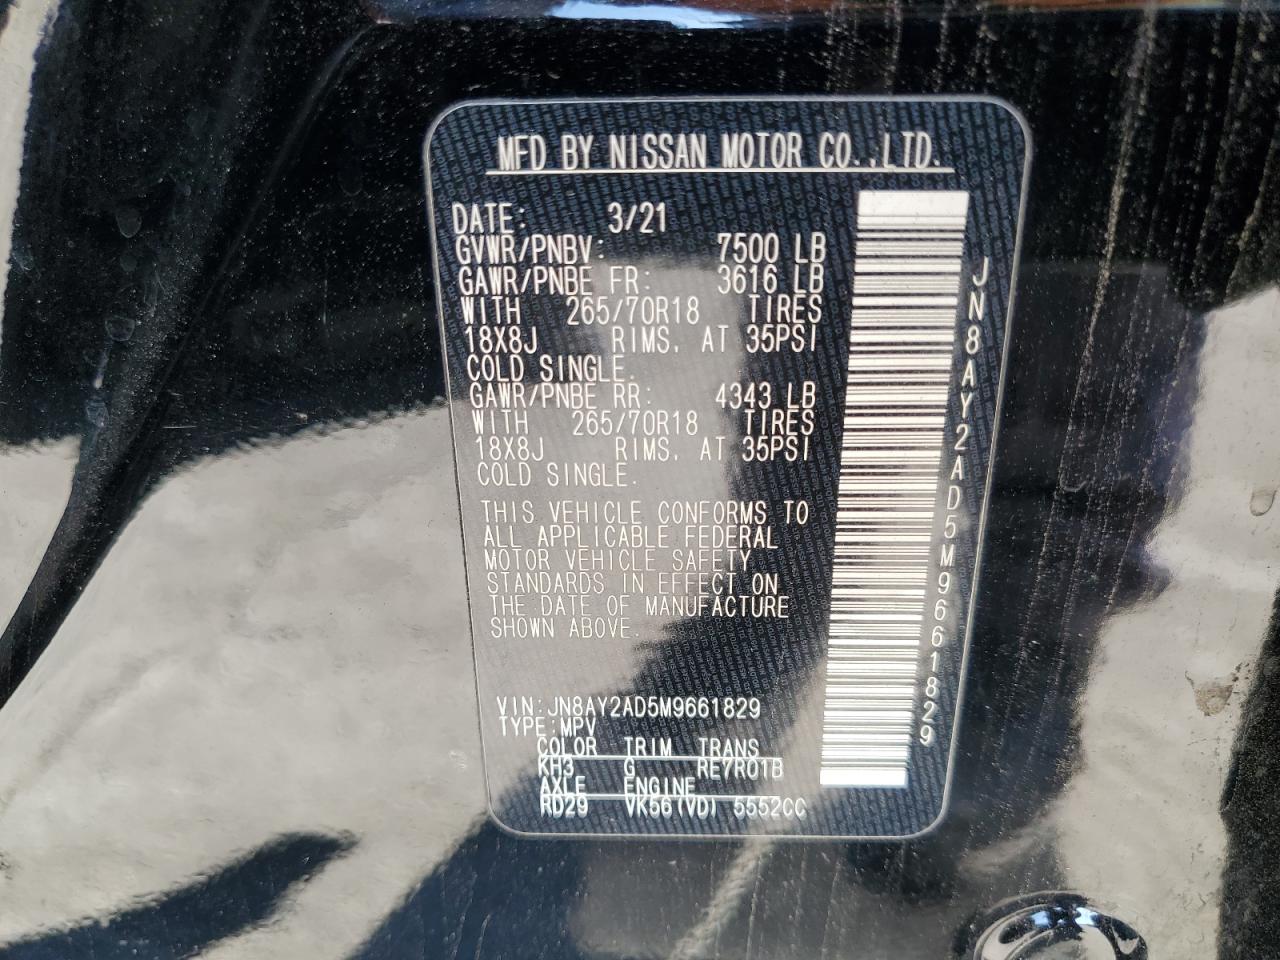 MFD BY NISSAN MOTOR CO.,LTD.
DATE: 3/21
GVWR/PNBV: 7500 LB
GAWR/PNBE FR: 3616 LB
WITH 265/70R18 TIRES
18X8J RIMS. AT 35PSI
COLD SINGLE.
GAWR/PNBE RR: 4343 LB
WITH 265/70R18 TIRES
18X8J RIMS. AT 35PSI
COLD SINGLE.
THIS VEHICLE CONFORMS TO
ALL APPLICABLE FEDERAL
MOTOR VEHICLE SAFETY
STANDARDS IN EFFECT ON
THE DATE OF MANUFACTURE
SHOWN ABOVE.
VIN:JN8AY2AD5M9661829
TYPE:MPV
COLOR TRIM TRANS
KH3 G RE7R01B
AXLE ENGINE
RD29 VK56(VD) 5552CC
JN8AY2AD5M9661829